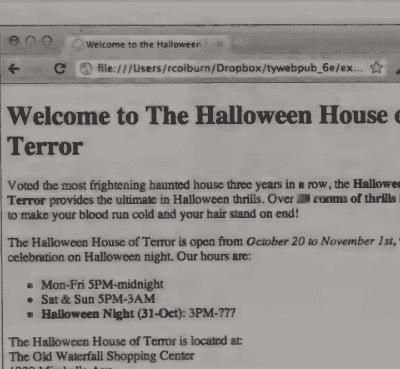 Welcome to the Halloween
file:///Users/rcolburn/Dropbox/tywebpub_6e/ex...
Welcome to The Halloween House
Terror
Voted the most frightening haunted house three years in a row, the
Terror provides the ultimate in Halloween thrills. Over rooms of thrills
to make your blood run cold and your hair stand on end!
The Halloween House of Terror is open from October 20 to November 1st,
celebration on Halloween night. Our hours are:
Mon-Fri 5PM-midnight
Sat & Sun 5PM-3AM
Halloween Night (31-Oct): 3PM-???
The Halloween House of Terror is located at:
The Old Waterfall Shopping Center